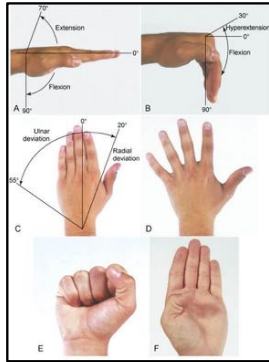 70°
Extension
0°
Flexion
90°
A
30°
Hyperextension
0°
Flexion
90°
B
Ulnar
deviation
0°
20°
Radial
deviation
55°
C
D
E
F